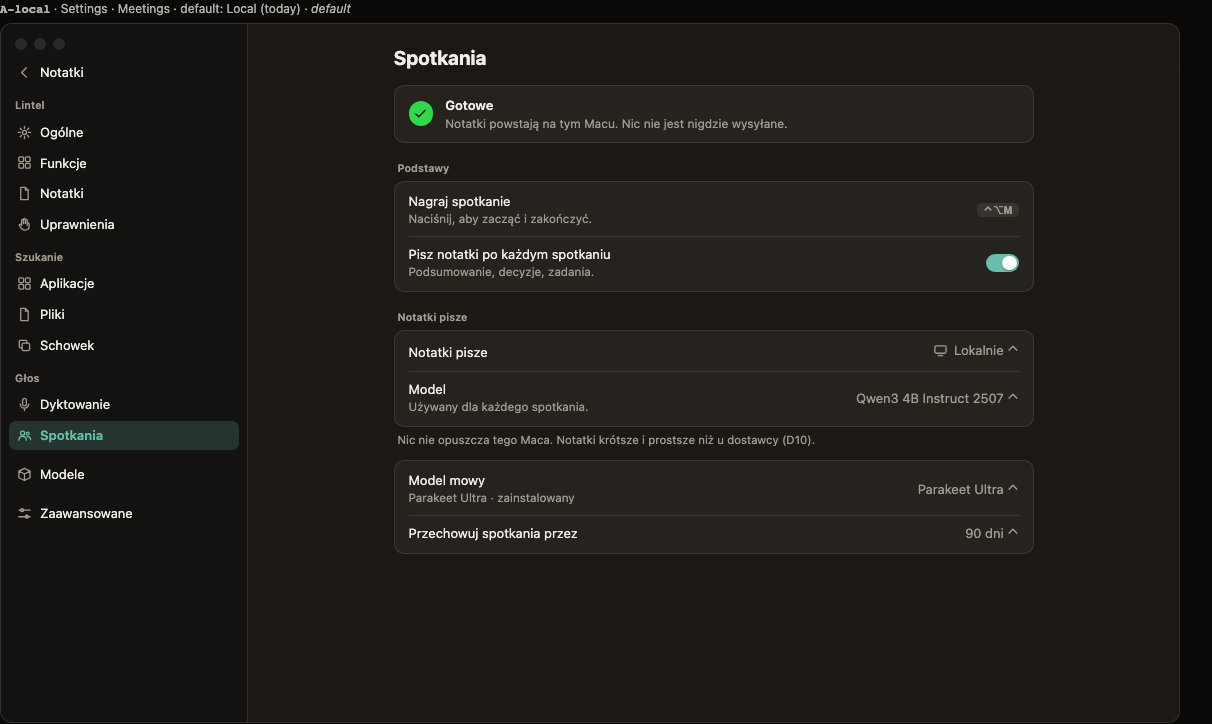 A-local · Settings · Meetings · default: Local (today) · default
Notatki
Lintel
Ogólne
Funkcje
Notatki
Uprawnienia
Szukanie
Aplikacje
Pliki
Schowek
Głos
Dyktowanie
Spotkania
Modele
Zaawansowane
Spotkania
Gotowe
Notatki powstają na tym Macu. Nic nie jest nigdzie wysyłane.
Podstawy
Nagraj spotkanie
Naciśnij, aby zacząć i zakończyć.
⌃⌥M
Pisz notatki po każdym spotkaniu
Podsumowanie, decyzje, zadania.
Notatki pisze
Notatki pisze
Lokalnie
Model
Używany dla każdego spotkania.
Qwen3 4B Instruct 2507
Nic nie opuszcza tego Maca. Notatki krótsze i prostsze niż u dostawcy (D10).
Model mowy
Parakeet Ultra · zainstalowany
Parakeet Ultra
Przechowuj spotkania przez
90 dni